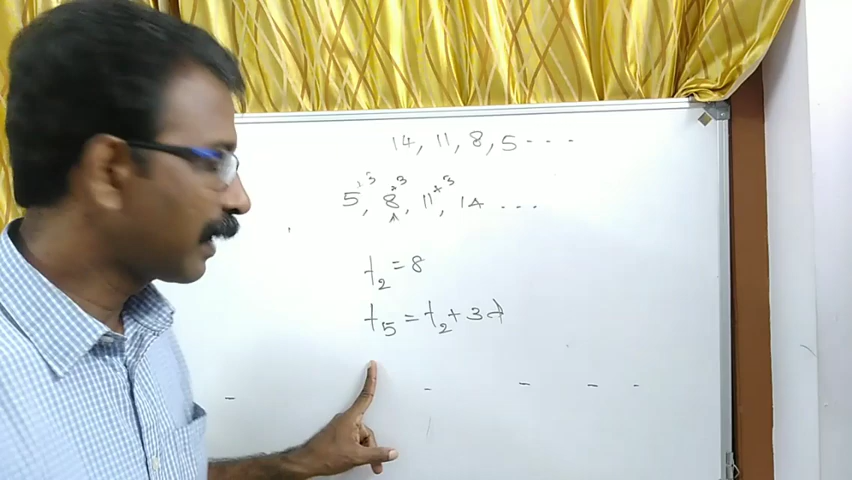 14, 11, 8, 5 - - -
+3 +3 +3
5, 8, 11, 14 ...
t₂ = 8
t₅ = t₂ + 3d
- - - - -